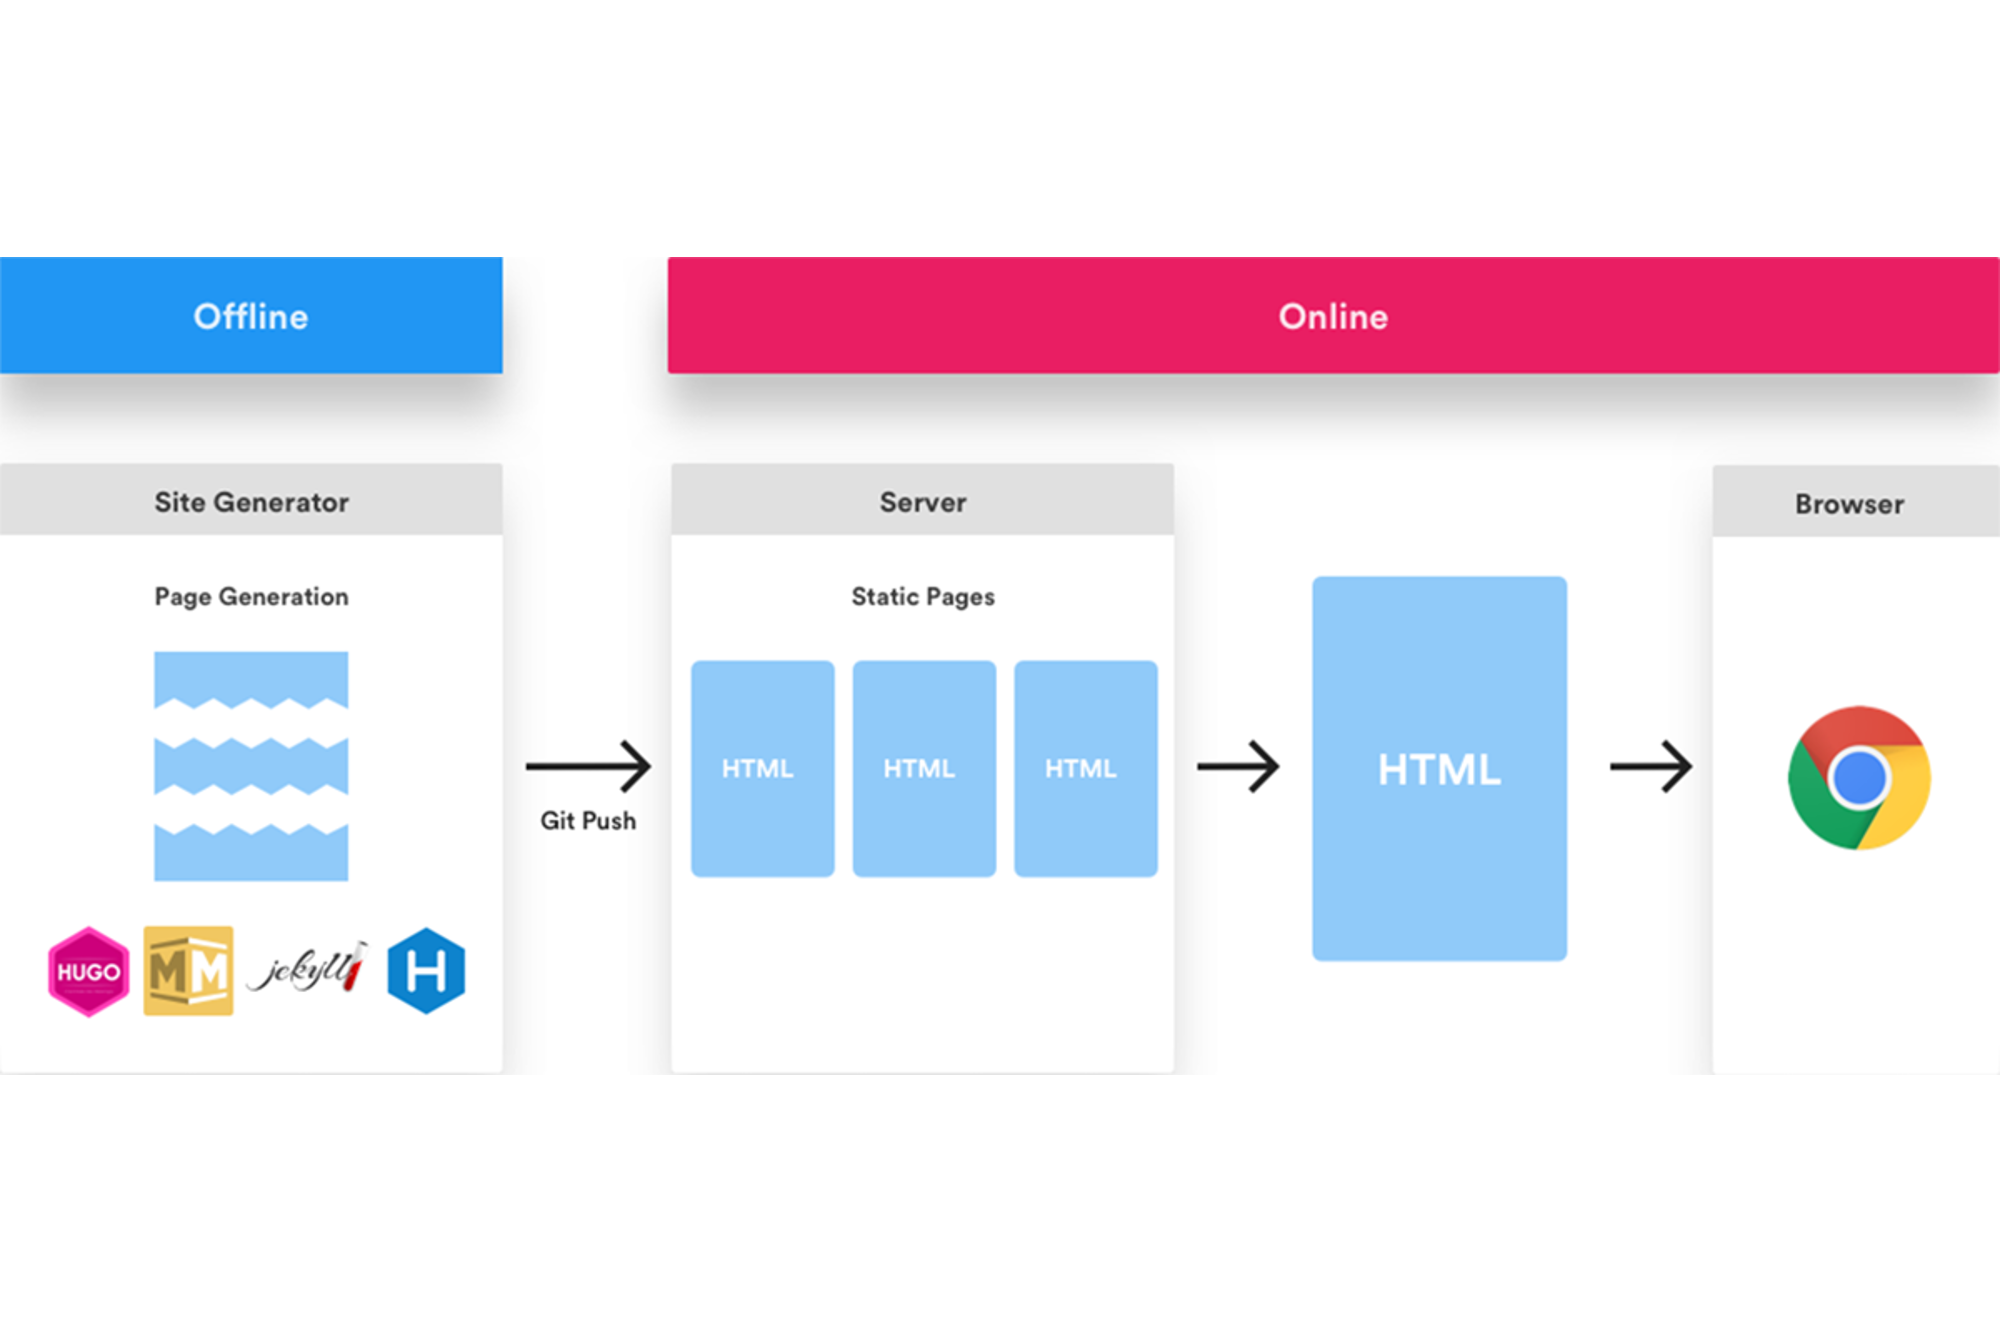 Offline
Online
Site Generator
Server
Browser
Page Generation
Static Pages
HTML
HTML
HTML
HTML
Git Push
HUGO
MM
jekyll
H